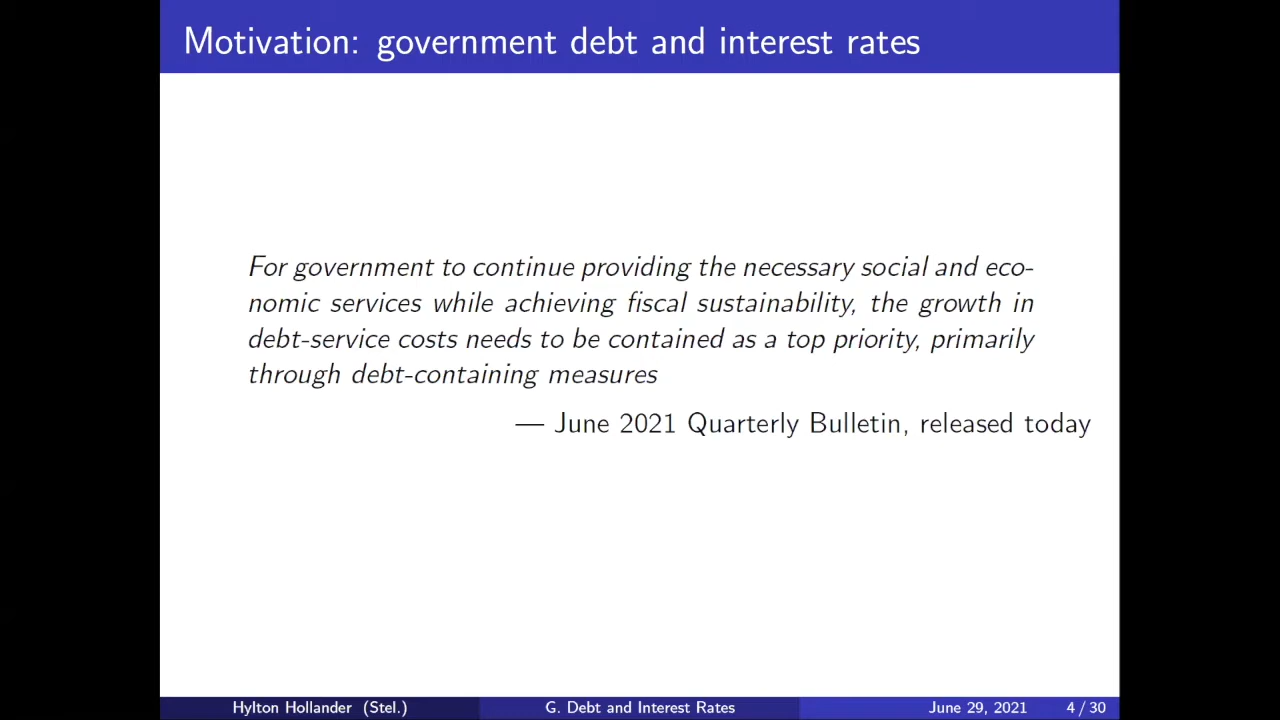 Motivation: government debt and interest rates
For government to continue providing the necessary social and eco-
nomic services while achieving fiscal sustainability, the growth in
debt-service costs needs to be contained as a top priority, primarily
through debt-containing measures
— June 2021 Quarterly Bulletin, released today
Hylton Hollander (Stel.) G. Debt and Interest Rates June 29, 2021 4 / 30